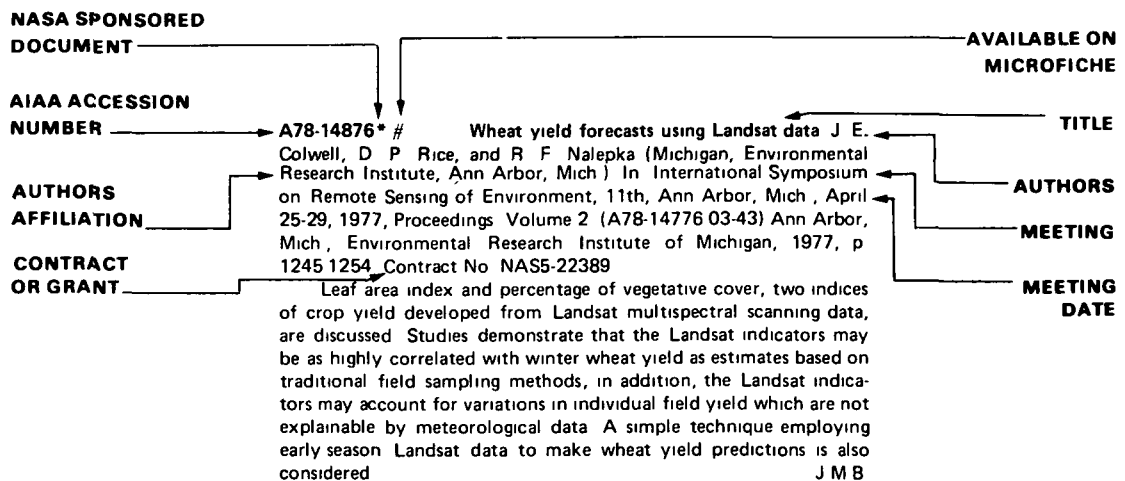 NASA SPONSORED
DOCUMENT
AVAILABLE ON
MICROFICHE
AIAA ACCESSION
NUMBER
TITLE
A78-14876* # Wheat yield forecasts using Landsat data J E.
Colwell, D P Rice, and R F Nalepka (Michigan, Environmental
Research Institute, Ann Arbor, Mich ) In International Symposium
on Remote Sensing of Environment, 11th, Ann Arbor, Mich , April
25-29, 1977, Proceedings Volume 2 (A78-14776 03-43) Ann Arbor,
Mich , Environmental Research Institute of Michigan, 1977, p
1245 1254 Contract No NAS5-22389
AUTHORS
AFFILIATION
AUTHORS
MEETING
CONTRACT
OR GRANT
MEETING
DATE
Leaf area index and percentage of vegetative cover, two indices
of crop yield developed from Landsat multispectral scanning data,
are discussed Studies demonstrate that the Landsat indicators may
be as highly correlated with winter wheat yield as estimates based on
traditional field sampling methods, in addition, the Landsat indica-
tors may account for variations in individual field yield which are not
explainable by meteorological data A simple technique employing
early season Landsat data to make wheat yield predictions is also
considered J M B